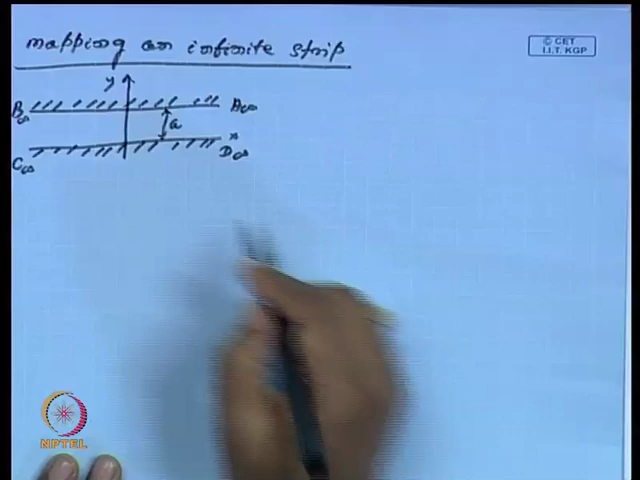 mapping an infinite strip
© CET
I.I.T. KGP
y
B∞ A∞
a
x
C∞ D∞
NPTEL